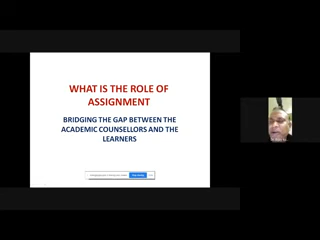 WHAT IS THE ROLE OF
ASSIGNMENT
BRIDGING THE GAP BETWEEN THE
ACADEMIC COUNSELLORS AND THE
LEARNERS